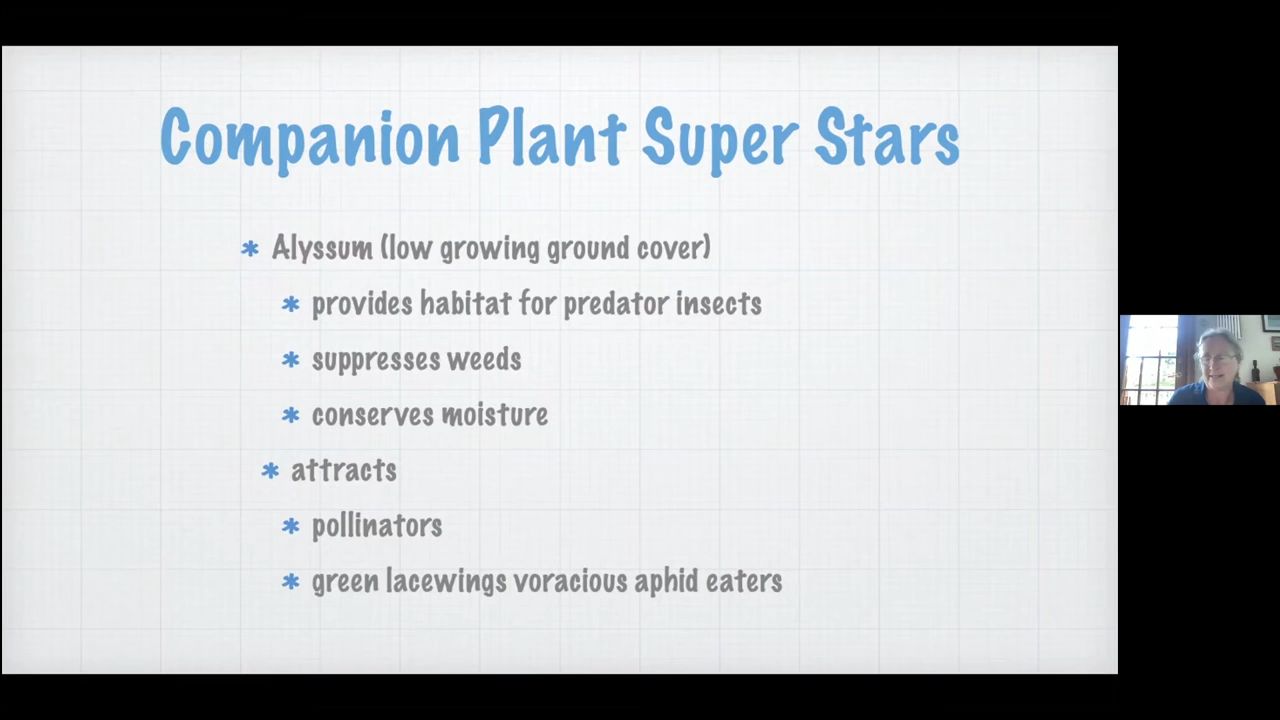 Companion Plant Super Stars
* Alyssum (low growing ground cover)
* provides habitat for predator insects
* suppresses weeds
* conserves moisture
* attracts
* pollinators
* green lacewings voracious aphid eaters